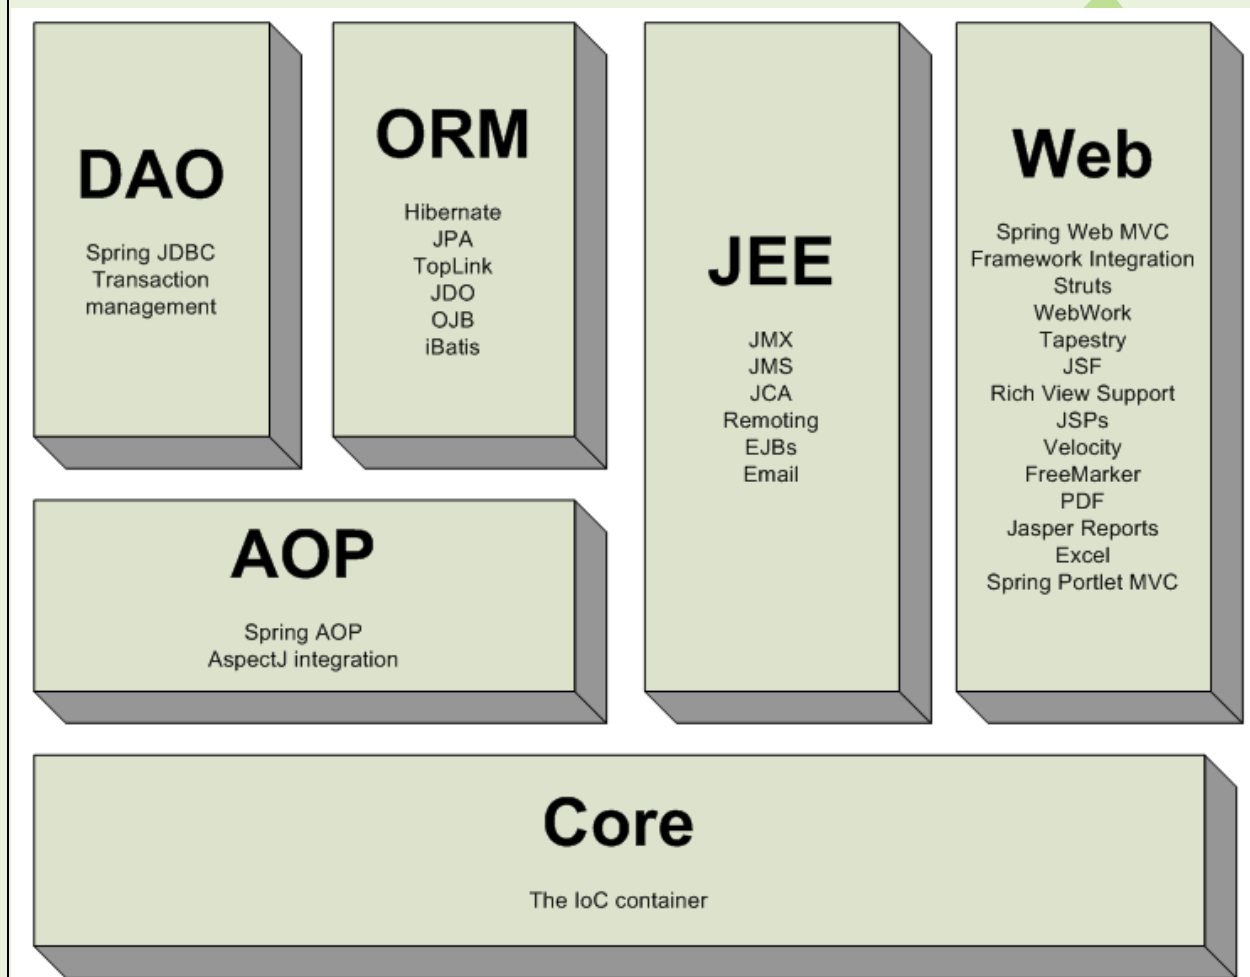 DAO
Spring JDBC
Transaction
management
ORM
Hibernate
JPA
TopLink
JDO
OJB
iBatis
JEE
JMX
JMS
JCA
Remoting
EJBs
Email
Web
Spring Web MVC
Framework Integration
Struts
WebWork
Tapestry
JSF
Rich View Support
JSPs
Velocity
FreeMarker
PDF
Jasper Reports
Excel
Spring Portlet MVC
AOP
Spring AOP
AspectJ integration
Core
The IoC container